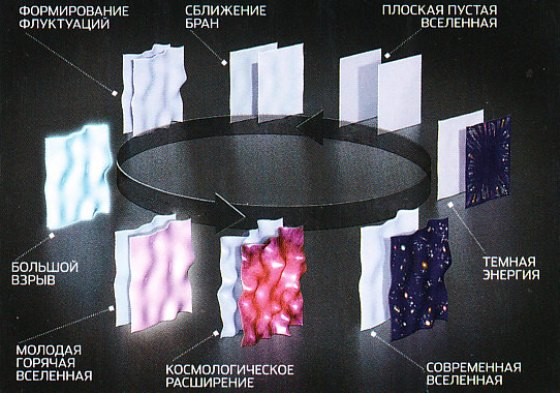 ФОРМИРОВАНИЕ
ФЛУКТУАЦИЙ
СБЛИЖЕНИЕ
БРАН
ПЛОСКАЯ ПУСТАЯ
ВСЕЛЕННАЯ
БОЛЬШОЙ
ВЗРЫВ
ТЕМНАЯ
ЭНЕРГИЯ
МОЛОДАЯ
ГОРЯЧАЯ
ВСЕЛЕННАЯ
КОСМОЛОГИЧЕСКОЕ
РАСШИРЕНИЕ
СОВРЕМЕННАЯ
ВСЕЛЕННАЯ